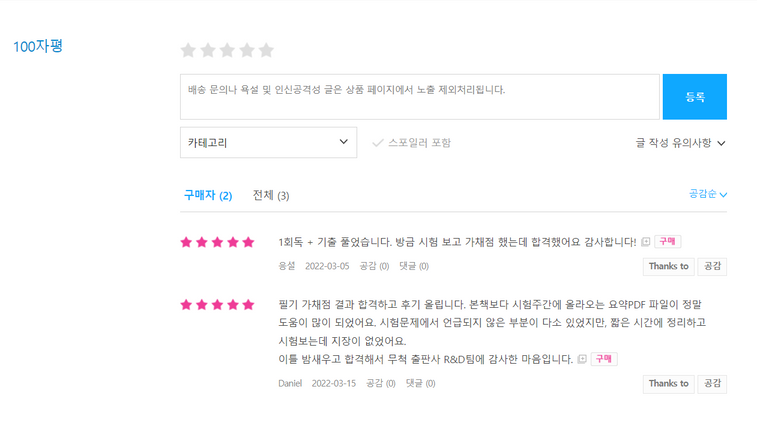 100자평
배송 문의나 욕설 및 인신공격성 글은 상품 페이지에서 노출 제외처리됩니다.
등록
카테고리
스포일러 포함
글 작성 유의사항
구매자 (2)
전체 (3)
공감순
1회독 + 기출 풀었습니다. 방금 시험 보고 가채점 했는데 합격했어요 감사합니다! 구매
응셜 2022-03-05 공감 (0) 댓글 (0)
Thanks to 공감
필기 가채점 결과 합격하고 후기 올립니다. 본책보다 시험주간에 올라오는 요약PDF 파일이 정말
도움이 많이 되었어요. 시험문제에서 언급되지 않은 부분이 다소 있었지만, 짧은 시간에 정리하고
시험보는데 지장이 없었어요.
이틀 밤새우고 합격해서 무척 출판사 R&D팀에 감사한 마음입니다. 구매
Daniel 2022-03-15 공감 (0) 댓글 (0)
Thanks to 공감